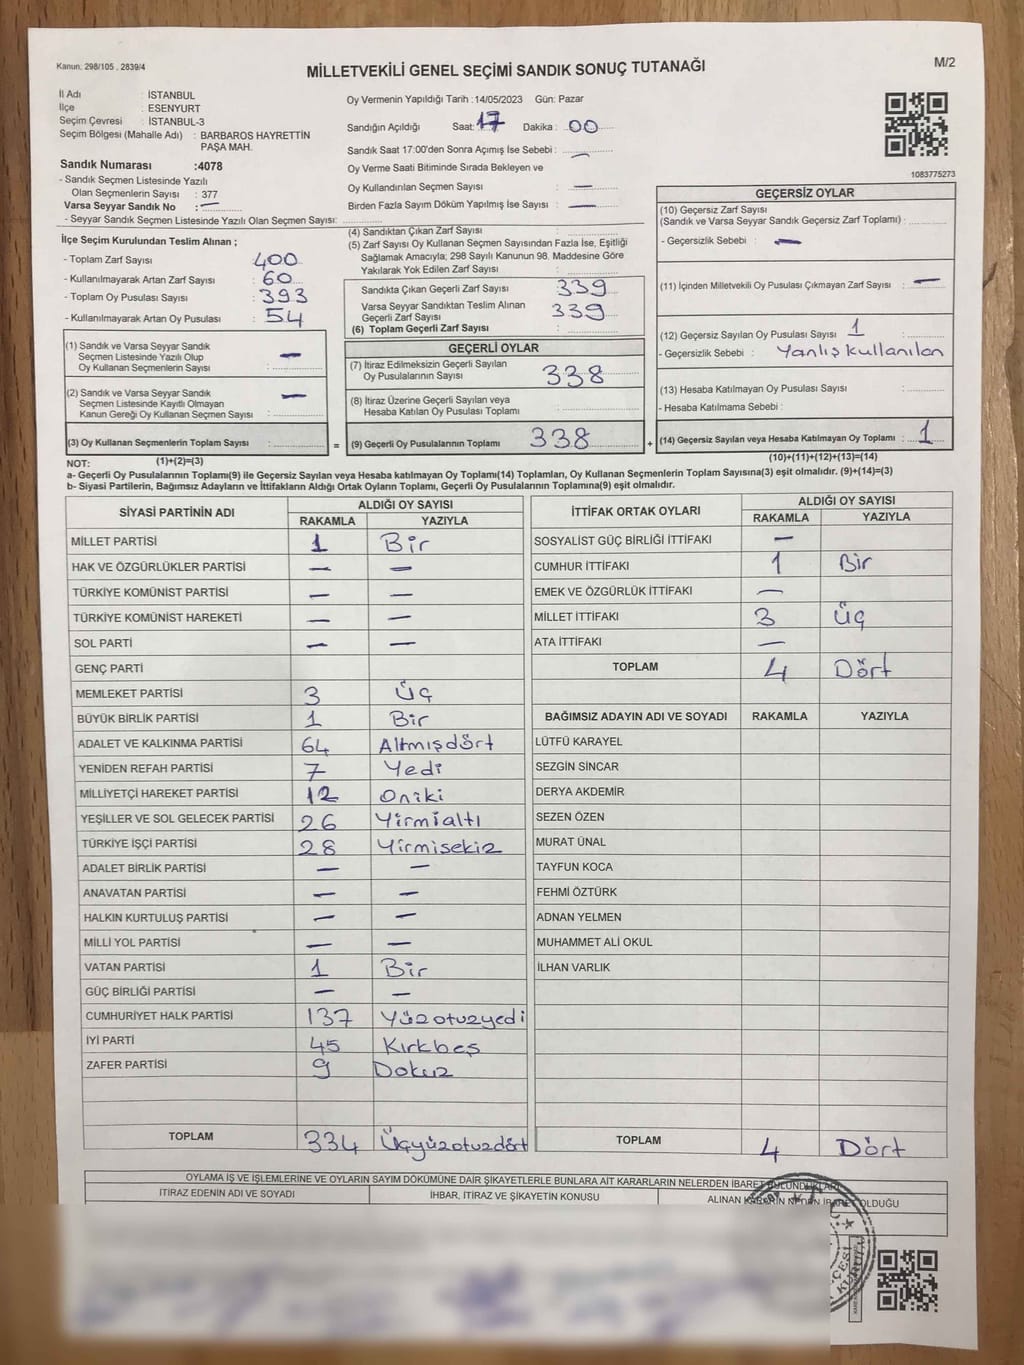 Kanun: 298/105 , 2839/4
MİLLETVEKİLİ GENEL SEÇİMİ SANDIK SONUÇ TUTANAĞI
M/2
İl Adı : İSTANBUL
İlçe : ESENYURT
Seçim Çevresi : İSTANBUL-3
Seçim Bölgesi (Mahalle Adı) : BARBAROS HAYRETTİN
PAŞA MAH.
Sandık Numarası :4078
- Sandık Seçmen Listesinde Yazılı
Olan Seçmenlerin Sayısı : 377
Varsa Seyyar Sandık No : —
- Seyyar Sandık Seçmen Listesinde Yazılı Olan Seçmen Sayısı:
Oy Vermenin Yapıldığı Tarih :14/05/2023 Gün: Pazar
Sandığın Açıldığı Saat: 17 Dakika : 00
Sandık Saat 17:00'den Sonra Açımış İse Sebebi : —
Oy Verme Saati Bitiminde Sırada Bekleyen ve
Oy Kullandırılan Seçmen Sayısı : —
Birden Fazla Sayım Döküm Yapılmış İse Sayısı : —
1083775273
İlçe Seçim Kurulundan Teslim Alınan ;
- Toplam Zarf Sayısı : 400
- Kullanılmayarak Artan Zarf Sayısı : 60
- Toplam Oy Pusulası Sayısı : 393
- Kullanılmayarak Artan Oy Pusulası : 54
(4) Sandıktan Çıkan Zarf Sayısı :
(5) Zarf Sayısı Oy Kullanan Seçmen Sayısından Fazla İse, Eşitliği
Sağlamak Amacıyla; 298 Sayılı Kanunun 98. Maddesine Göre
Yakılarak Yok Edilen Zarf Sayısı :
Sandıkta Çıkan Geçerli Zarf Sayısı : 339
Varsa Seyyar Sandıktan Teslim Alınan
Geçerli Zarf Sayısı : 339
(6) Toplam Geçerli Zarf Sayısı :
GEÇERSİZ OYLAR
(10) Geçersiz Zarf Sayısı
(Sandık ve Varsa Seyyar Sandık Geçersiz Zarf Toplamı) :
- Geçersizlik Sebebi : —
(11) İçinden Milletvekili Oy Pusulası Çıkmayan Zarf Sayısı : —
(12) Geçersiz Sayılan Oy Pusulası Sayısı : 1
- Geçersizlik Sebebi : Yanlış kullanılan
(13) Hesaba Katılmayan Oy Pusulası Sayısı :
- Hesaba Katılmama Sebebi :
(14) Geçersiz Sayılan veya Hesaba Katılmayan Oy Toplamı : 1
(10)+(11)+(12)+(13)=(14)
(1) Sandık ve Varsa Seyyar Sandık
Seçmen Listesinde Yazılı Olup
Oy Kullanan Seçmenlerin Sayısı : —
(2) Sandık ve Varsa Seyyar Sandık
Seçmen Listesinde Kayıtlı Olmayan
Kanun Gereği Oy Kullanan Seçmen Sayısı : —
(3) Oy Kullanan Seçmenlerin Toplam Sayısı : =
GEÇERLİ OYLAR
(7) İtiraz Edilmeksizin Geçerli Sayılan
Oy Pusulalarının Sayısı : 338
(8) İtiraz Üzerine Geçerli Sayılan veya
Hesaba Katılan Oy Pusulası Toplamı :
(9) Geçerli Oy Pusulalarının Toplamı : 338 +
NOT: (1)+(2)=(3)
a- Geçerli Oy Pusulalarının Toplamı(9) ile Geçersiz Sayılan veya Hesaba katılmayan Oy Toplamı(14) Toplamları, Oy Kullanan Seçmenlerin Toplam Sayısına(3) eşit olmalıdır. (9)+(14)=(3)
b- Siyasi Partilerin, Bağımsız Adayların ve İttifakların Aldığı Ortak Oyların Toplamı, Geçerli Oy Pusulalarının Toplamına(9) eşit olmalıdır.
SİYASİ PARTİNİN ADI ALDIĞI OY SAYISI
RAKAMLA YAZIYLA
MİLLET PARTİSİ 1 Bir
HAK VE ÖZGÜRLÜKLER PARTİSİ — —
TÜRKİYE KOMÜNİST PARTİSİ — —
TÜRKİYE KOMÜNİST HAREKETİ — —
SOL PARTİ — —
GENÇ PARTİ
MEMLEKET PARTİSİ 3 Üç
BÜYÜK BİRLİK PARTİSİ 1 Bir
ADALET VE KALKINMA PARTİSİ 64 Altmışdört
YENİDEN REFAH PARTİSİ 7 Yedi
MİLLİYETÇİ HAREKET PARTİSİ 12 Oniki
YEŞİLLER VE SOL GELECEK PARTİSİ 26 Yirmialtı
TÜRKİYE İŞÇİ PARTİSİ 28 Yirmisekiz
ADALET BİRLİK PARTİSİ — —
ANAVATAN PARTİSİ — —
HALKIN KURTULUŞ PARTİSİ — —
MİLLİ YOL PARTİSİ — —
VATAN PARTİSİ 1 Bir
GÜÇ BİRLİĞİ PARTİSİ — —
CUMHURİYET HALK PARTİSİ 137 Yüzotuzyedi
İYİ PARTİ 45 Kırkbeş
ZAFER PARTİSİ 9 Dokuz
TOPLAM 334 Üçyüzotuzdört
İTTİFAK ORTAK OYLARI ALDIĞI OY SAYISI
RAKAMLA YAZIYLA
SOSYALİST GÜÇ BİRLİĞİ İTTİFAKI —
CUMHUR İTTİFAKI 1 Bir
EMEK VE ÖZGÜRLÜK İTTİFAKI —
MİLLET İTTİFAKI 3 Üç
ATA İTTİFAKI —
TOPLAM 4 Dört
BAĞIMSIZ ADAYIN ADI VE SOYADI RAKAMLA YAZIYLA
LÜTFÜ KARAYEL
SEZGİN SİNCAR
DERYA AKDEMİR
SEZEN ÖZEN
MURAT ÜNAL
TAYFUN KOCA
FEHMİ ÖZTÜRK
ADNAN YELMEN
MUHAMMET ALİ OKUL
İLHAN VARLIK
TOPLAM 4 Dört
OYLAMA İŞ VE İŞLEMLERİNE VE OYLARIN SAYIM DÖKÜMÜNE DAİR ŞİKAYETLERLE BUNLARA AİT KARARLARIN NELERDEN İBARET BULUNDUKLARI
İTİRAZ EDENİN ADI VE SOYADI İHBAR, İTİRAZ VE ŞİKAYETİN KONUSU ALINAN KARARIN NEDEN İBARET OLDUĞU